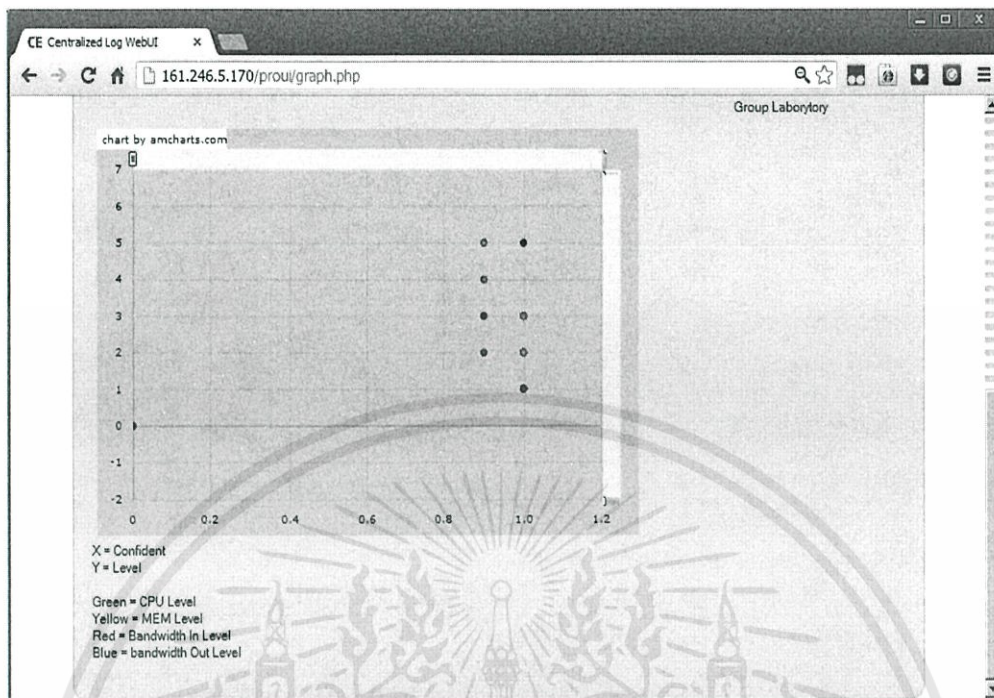 CE Centralized Log WebUI x
161.246.5.170/proui/graph.php
Group Laborytory
chart by amcharts.com
7
6
5
4
3
2
1
0
-1
-2
0 0.2 0.4 0.6 0.8 1.0 1.2
X = Confident
Y = Level
Green = CPU Level
Yellow = MEM Level
Red = Bandwidth In Level
Blue = bandwidth Out Level